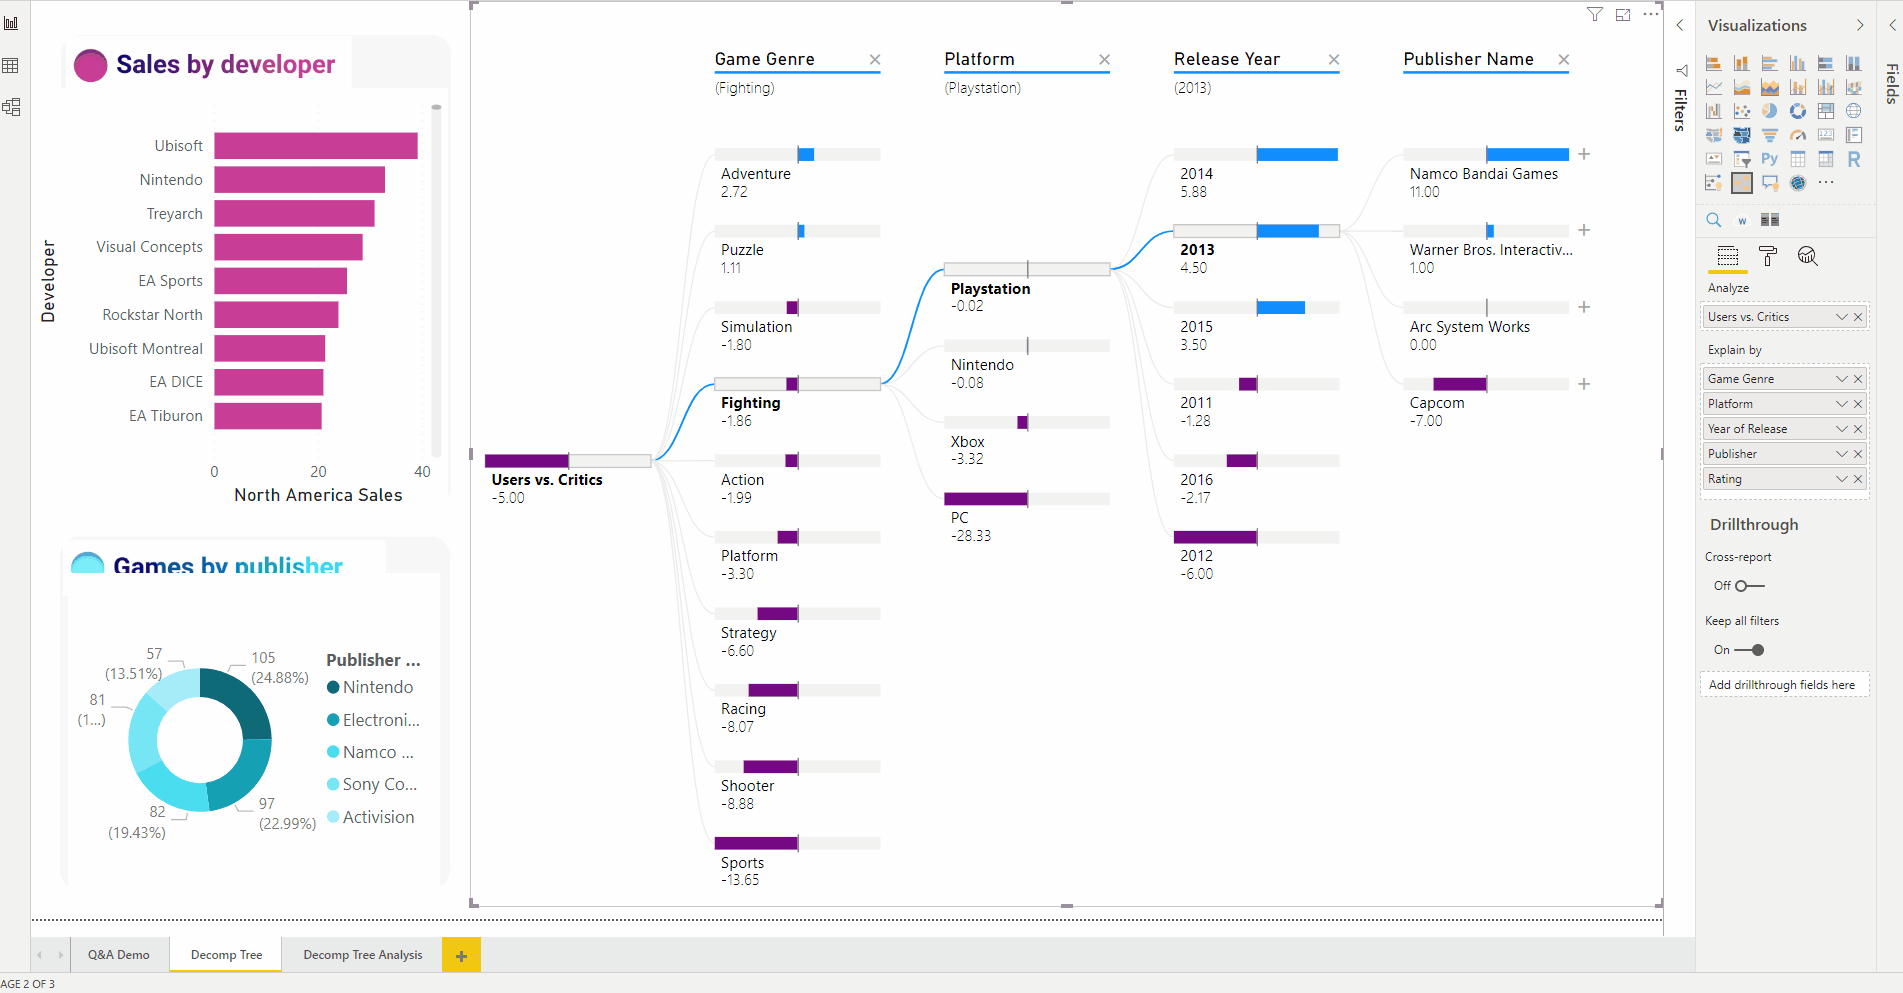 Sales by developer
Developer
Ubisoft
Nintendo
Treyarch
Visual Concepts
EA Sports
Rockstar North
Ubisoft Montreal
EA DICE
EA Tiburon
0 20 40
North America Sales
Games by publisher
57
(13.51%)
105
(24.88%)
81
(1...)
82
(19.43%)
97
(22.99%)
Publisher ...
Nintendo
Electroni...
Namco ...
Sony Co...
Activision
Users vs. Critics
-5.00
Game Genre
(Fighting)
Adventure
2.72
Puzzle
1.11
Simulation
-1.80
Fighting
-1.86
Action
-1.99
Platform
-3.30
Strategy
-6.60
Racing
-8.07
Shooter
-8.88
Sports
-13.65
Platform
(Playstation)
Playstation
-0.02
Nintendo
-0.08
Xbox
-3.32
PC
-28.33
Release Year
(2013)
2014
5.88
2013
4.50
2015
3.50
2011
-1.28
2016
-2.17
2012
-6.00
Publisher Name
Namco Bandai Games
11.00
Warner Bros. Interactiv...
1.00
Arc System Works
0.00
Capcom
-7.00
Filters
Visualizations
123
Py
R
W
Analyze
Users vs. Critics
Explain by
Game Genre
Platform
Year of Release
Publisher
Rating
Drillthrough
Cross-report
Off
Keep all filters
On
Add drillthrough fields here
Fields
Q&A Demo
Decomp Tree
Decomp Tree Analysis
AGE 2 OF 3